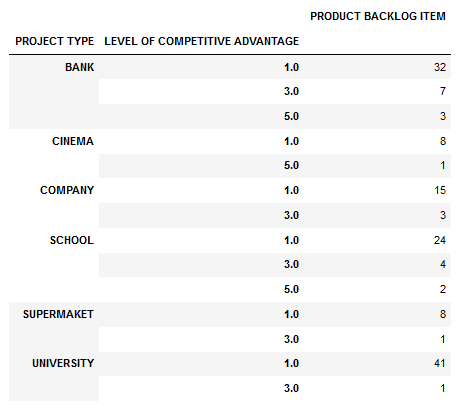 PRODUCT BACKLOG ITEM
PROJECT TYPE LEVEL OF COMPETITIVE ADVANTAGE
BANK 1.0 32
3.0 7
5.0 3
CINEMA 1.0 8
5.0 1
COMPANY 1.0 15
3.0 3
SCHOOL 1.0 24
3.0 4
5.0 2
SUPERMAKET 1.0 8
3.0 1
UNIVERSITY 1.0 41
3.0 1